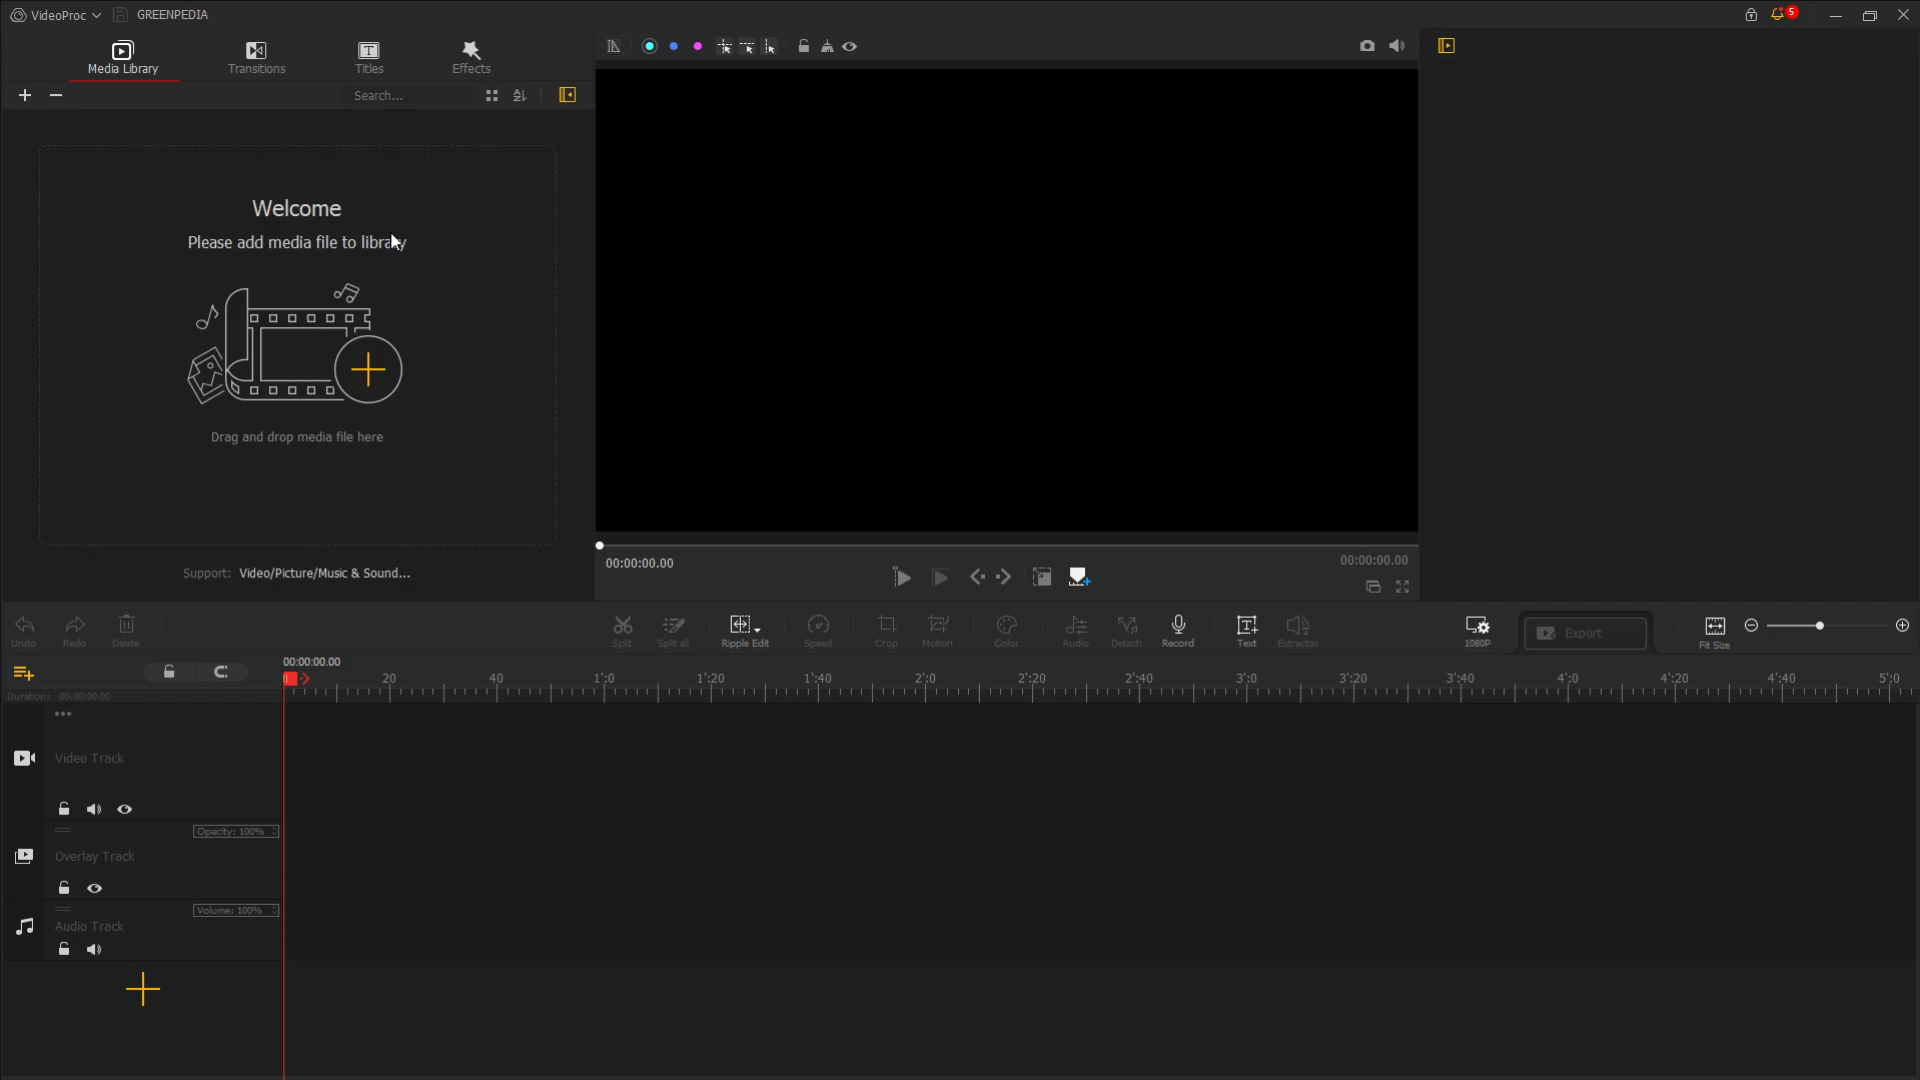 VideoProc
GREENPEDIA
5
Media Library
Transitions
Titles
Effects
Search...
Welcome
Please add media file to library
Drag and drop media file here
Support: Video/Picture/Music & Sound...
00:00:00.00
00:00:00.00
Undo
Redo
Delete
Split
Split all
Ripple Edit
Speed
Crop
Motion
Color
Audio
Detach
Record
Text
Extractor
1080P
Export
Fit Size
00:00:00.00
20
40
1':0
1':20
1':40
2':0
2':20
2':40
3':0
3':20
3':40
4':0
4':20
4':40
5':0
Duration: 00:00:00.00
Video Track
Opacity: 100%
Overlay Track
Volume: 100%
Audio Track